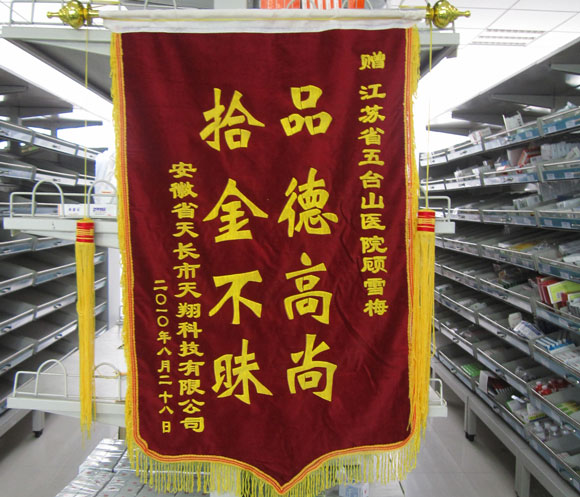 赠 江苏省五台山医院顾雪梅
品德高尚
拾金不昧
安徽省天长市天翔科技有限公司
二〇一〇年八月二十八日